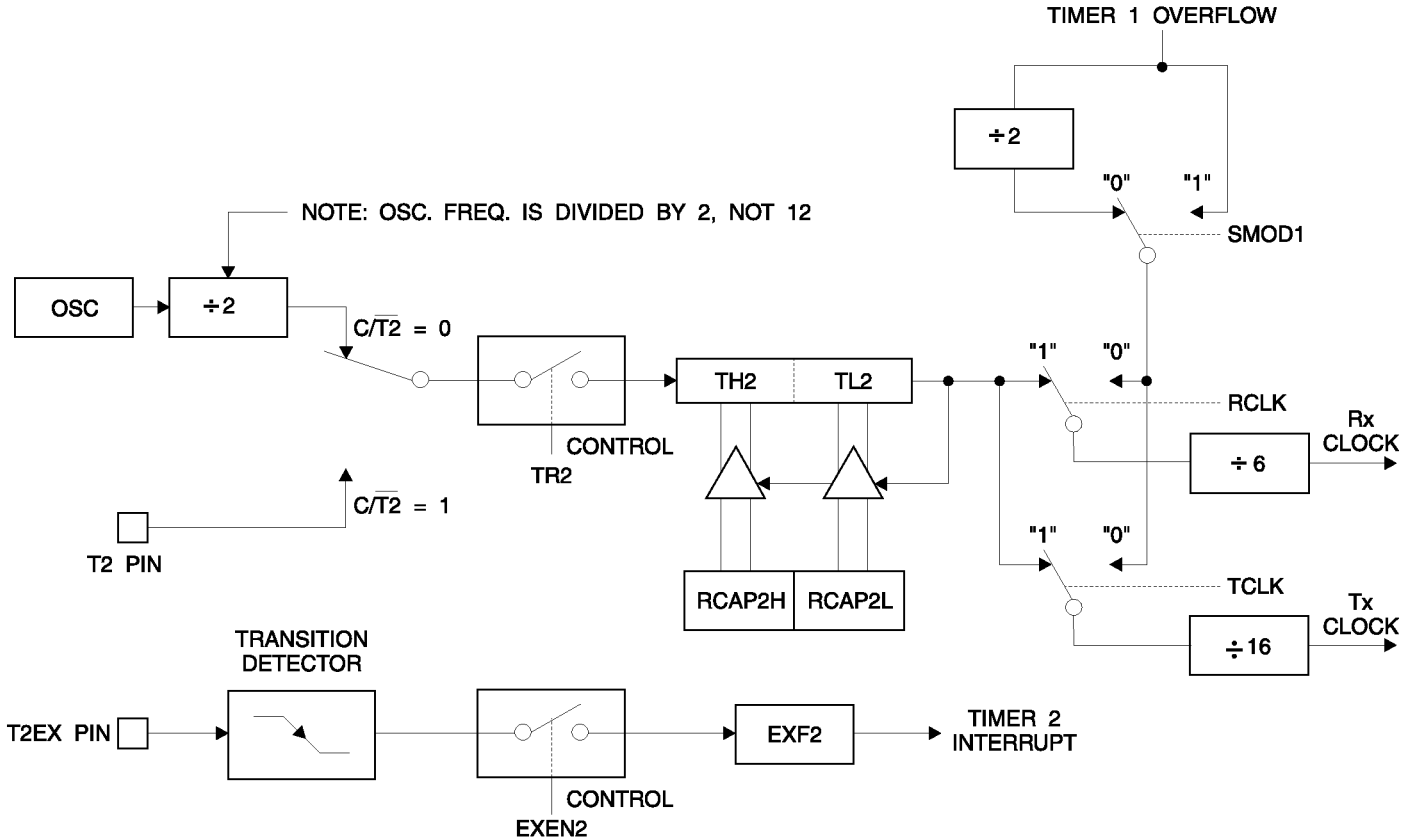 TIMER 1 OVERFLOW
÷2
"0" "1"
NOTE: OSC. FREQ. IS DIVIDED BY 2, NOT 12
SMOD1
OSC
÷2
C/T̅2̅ = 0
"1" "0"
TH2 TL2
RCLK
Rx
CLOCK
CONTROL
÷6
TR2
C/T̅2̅ = 1
"1" "0"
T2 PIN
TCLK
RCAP2H RCAP2L
Tx
CLOCK
TRANSITION
DETECTOR
÷16
T2EX PIN
EXF2
TIMER 2
INTERRUPT
CONTROL
EXEN2